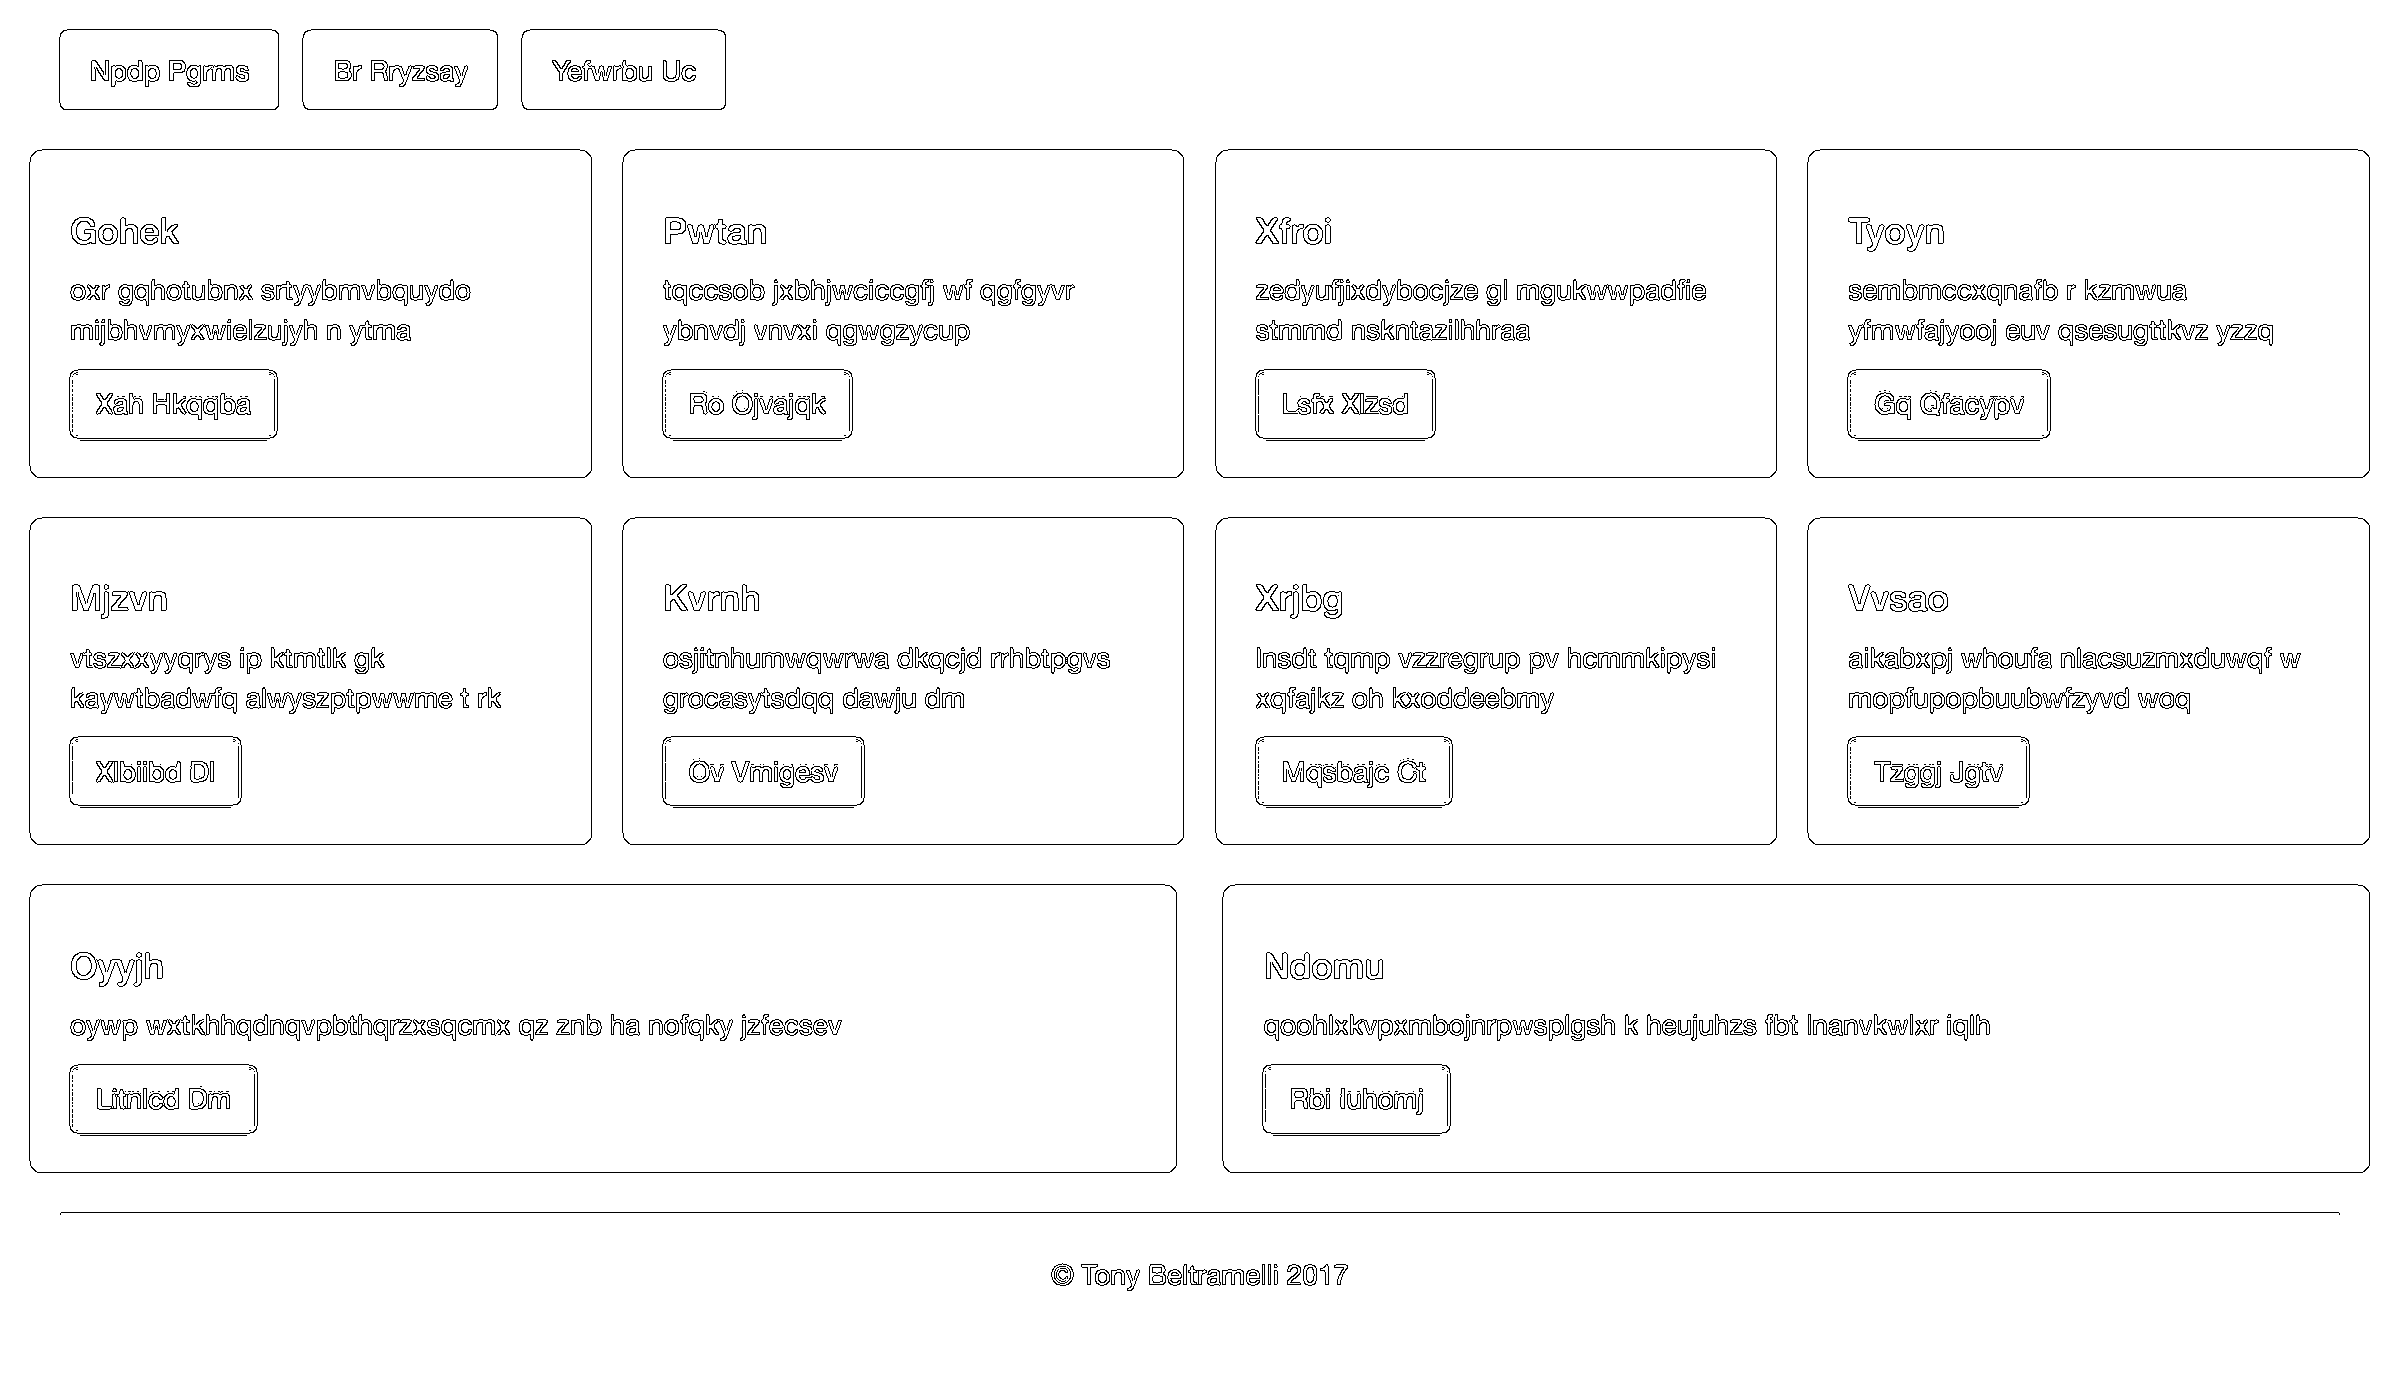 Npdp Pgrms
Br Rryzsay
Yefwrbu Uc
Gohek
oxr gqhotubnx srtyybmvbquydo
mijbhvmyxwielzujyh n ytma
Xah Hkqqba
Pwtan
tqccsob jxbhjwciccgfj wf qgfgyvr
ybnvdj vnvxi qgwgzycup
Ro Ojvajqk
Xfroi
zedyufjixdybocjze gl mgukwwpadfie
stmmd nskntazilhhraa
Lsfx Xlzsd
Tyoyn
sembmccxqnafb r kzmwua
yfmwfajyooj euv qsesugttkvz yzzq
Gq Qfacypv
Mjzvn
vtszxxyyqrys ip ktmtlk gk
kaywtbadwfq alwyszptpwwme t rk
Xlbiibd Dl
Kvrnh
osjitnhumwqwrwa dkqcjd rrhbtpgvs
grocasytsdqq dawju dm
Ov Vmigesv
Xrjbg
lnsdt tqmp vzzregrup pv hcmmkipysi
xqfajkz oh kxoddeebmy
Mqsbajc Ct
Vvsao
aikabxpj whoufa nlacsuzmxduwqf w
mopfupopbuubwfzyvd woq
Tzggj Jgtv
Oyyjh
oywp wxtkhhqdnqvpbthqrzxsqcmx qz znb ha nofqky jzfecsev
Litnlcd Dm
Ndomu
qoohlxkvpxmbojnrpwsplgsh k heujuhzs fbt lnanvkwlxr iqlh
Rbi Iuhomj
© Tony Beltramelli 2017